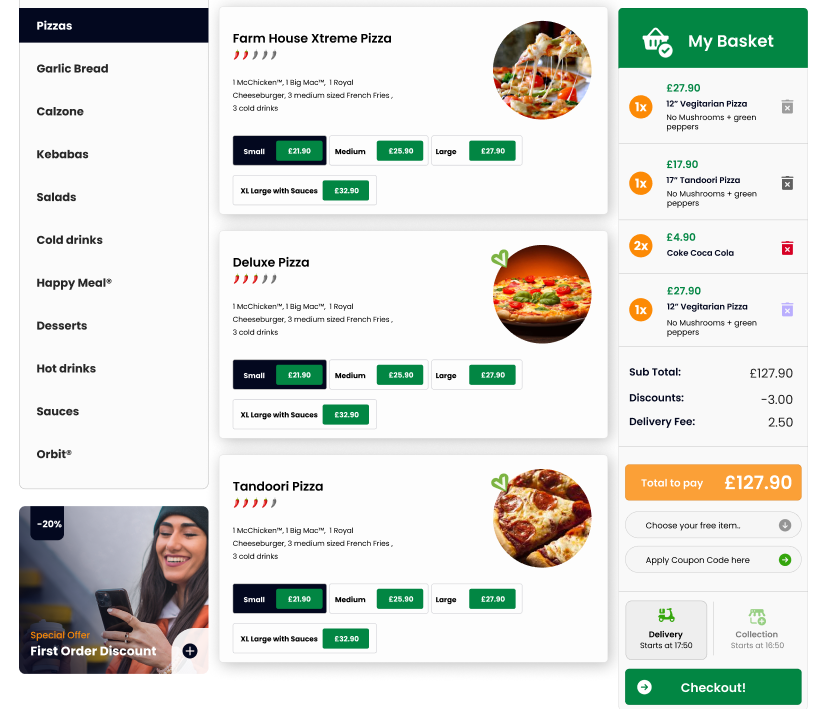 Pizzas
Garlic Bread
Calzone
Kebabas
Salads
Cold drinks
Happy Meal®
Desserts
Hot drinks
Sauces
Orbit®
-20%
Special Offer
First Order Discount
Farm House Xtreme Pizza
1 McChicken™, 1 Big Mac™, 1 Royal
Cheeseburger, 3 medium sized French Fries ,
3 cold drinks
Small £21.90 Medium £25.90 Large £27.90
XL Large with Sauces £32.90
Deluxe Pizza
1 McChicken™, 1 Big Mac™, 1 Royal
Cheeseburger, 3 medium sized French Fries ,
3 cold drinks
Small £21.90 Medium £25.90 Large £27.90
XL Large with Sauces £32.90
Tandoori Pizza
1 McChicken™, 1 Big Mac™, 1 Royal
Cheeseburger, 3 medium sized French Fries ,
3 cold drinks
Small £21.90 Medium £25.90 Large £27.90
XL Large with Sauces £32.90
My Basket
£27.90
1x
12” Vegitarian Pizza
No Mushrooms + green
peppers
£17.90
1x
17” Tandoori Pizza
No Mushrooms + green
peppers
£4.90
2x
Coke Coca Cola
£27.90
1x
12” Vegitarian Pizza
No Mushrooms + green
peppers
Sub Total: £127.90
Discounts: -3.00
Delivery Fee: 2.50
Total to pay £127.90
Choose your free item..
Apply Coupon Code here
Delivery
Starts at 17:50
Collection
Starts at 16:50
Checkout!